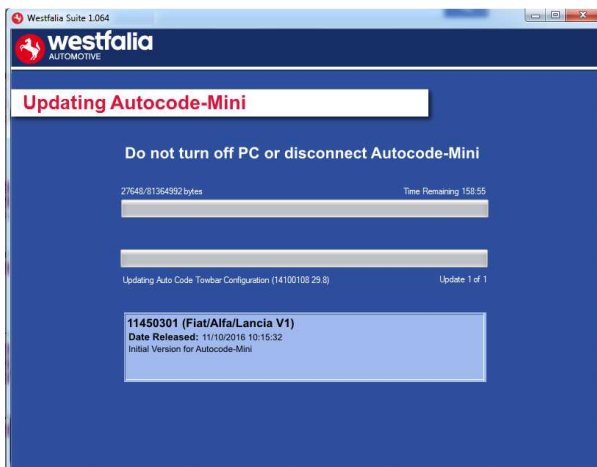 Westfalia Suite 1.064
westfalia
AUTOMOTIVE
Updating Autocode-Mini
Do not turn off PC or disconnect Autocode-Mini
27648/81364992 bytes Time Remaining 158:55
Updating Auto Code Towbar Configuration (14100108 29.8) Update 1 of 1
11450301 (Fiat/Alfa/Lancia V1)
Date Released: 11/10/2016 10:15:32
Initial Version for Autocode-Mini